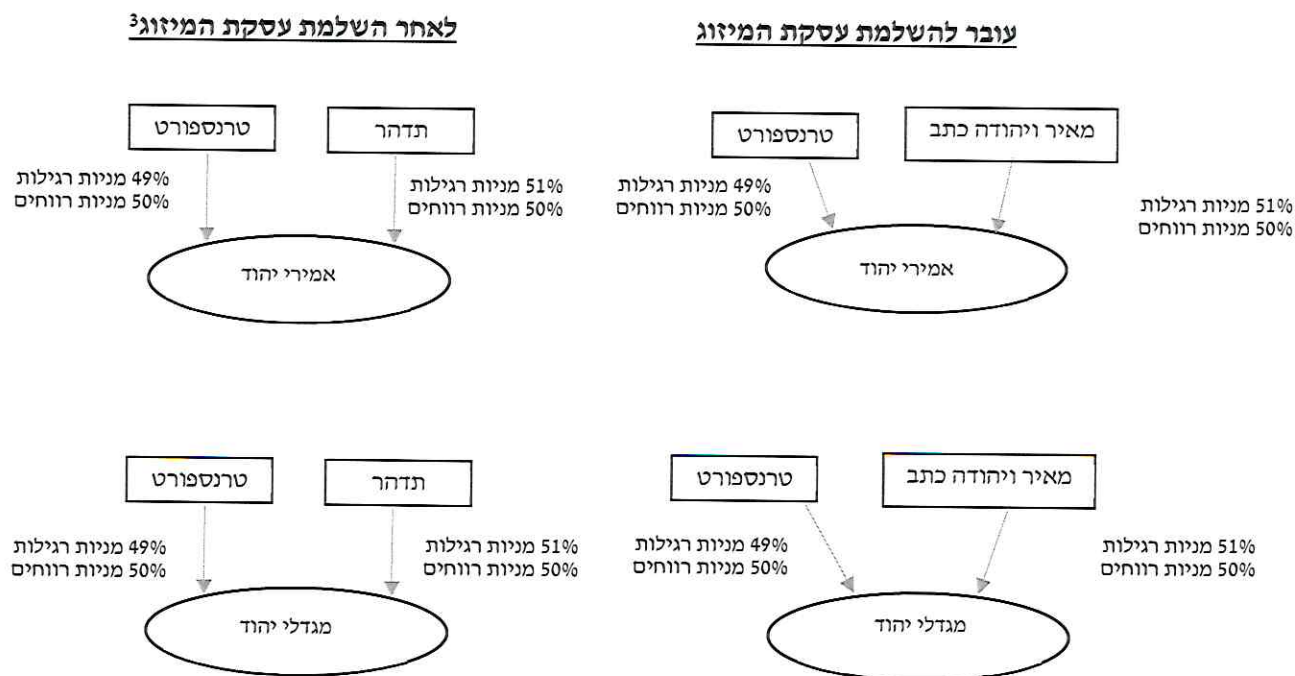 עובר להשלמת עסקת המיזוג
מאיר ויהודה כתב
טרנספורט
51% מניות רגילות
50% מניות רווחים
49% מניות רגילות
50% מניות רווחים
אמירי יהוד
מאיר ויהודה כתב
טרנספורט
51% מניות רגילות
50% מניות רווחים
49% מניות רגילות
50% מניות רווחים
מגדלי יהוד
לאחר השלמת עסקת המיזוג³
תדהר
טרנספורט
51% מניות רגילות
50% מניות רווחים
49% מניות רגילות
50% מניות רווחים
אמירי יהוד
תדהר
טרנספורט
51% מניות רגילות
50% מניות רווחים
49% מניות רגילות
50% מניות רווחים
מגדלי יהוד